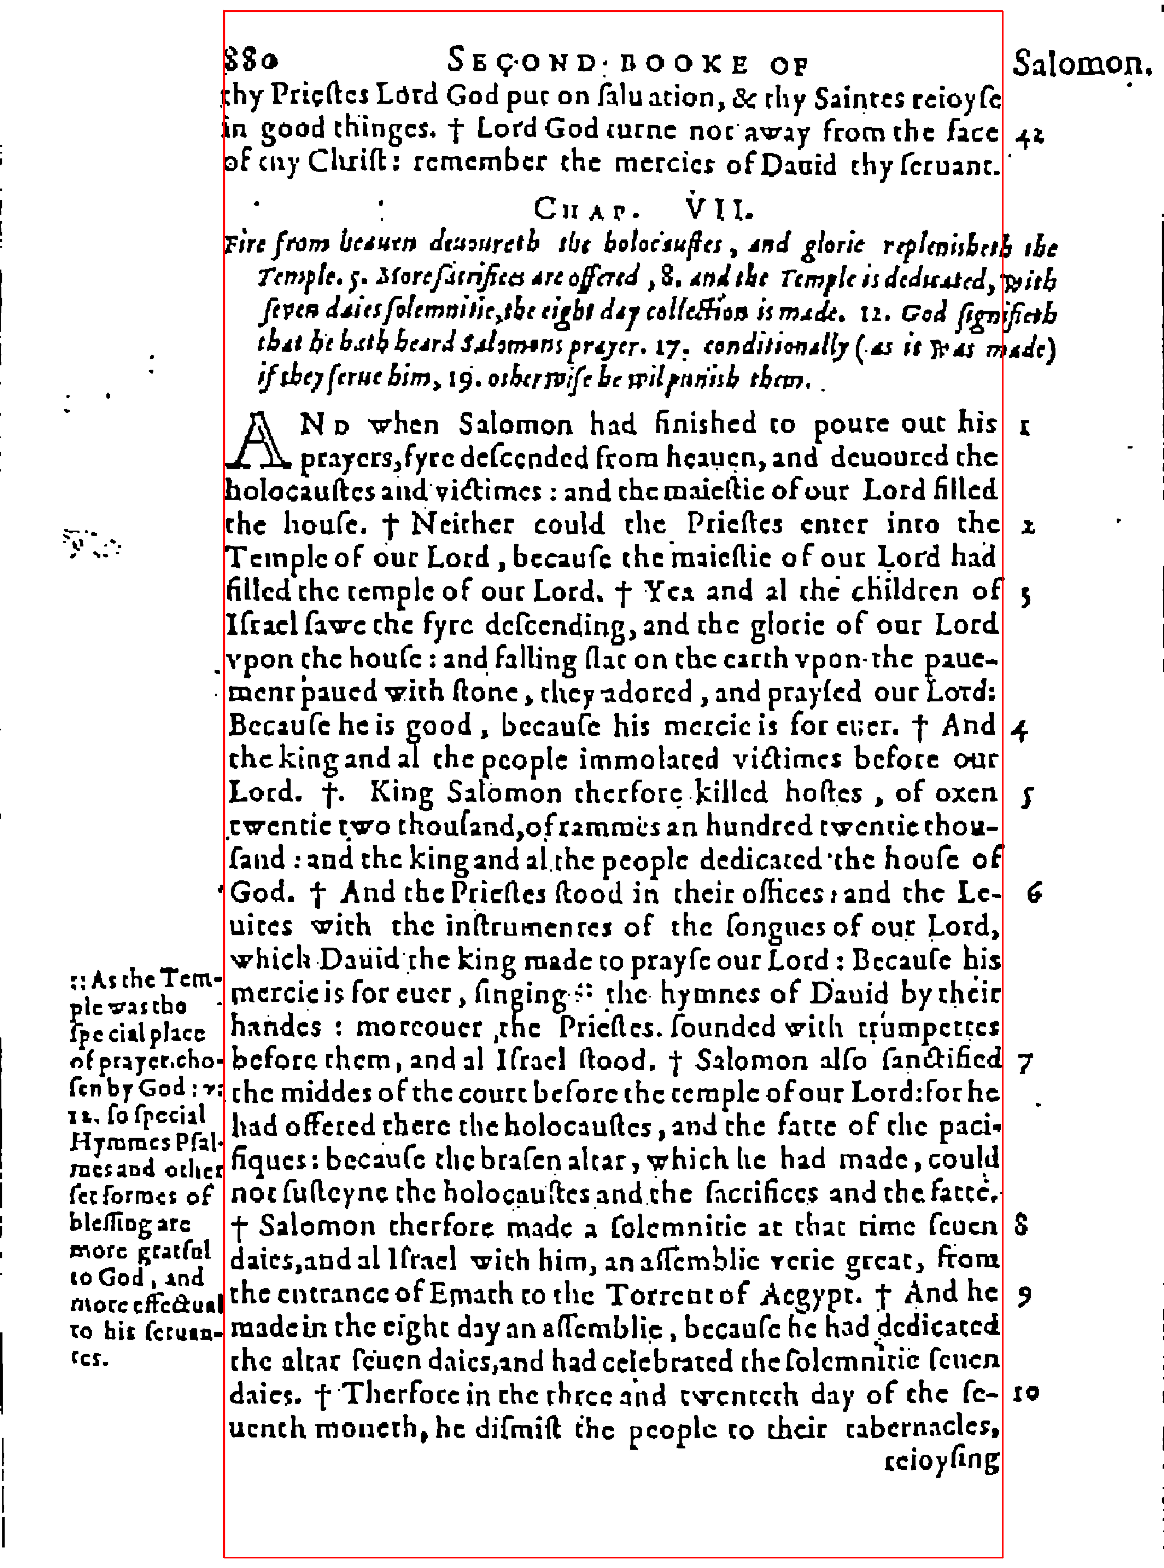 880 SECOND BOOKE OF Salomon.
thy Prieſtes Lord God put on ſaluation, & thy Saintes reioyſe
in good thinges. † Lord God turne not away from the face 42
of thy Chriſt: remember the mercies of Dauid thy ſeruant.
CHAP. VII.
Fire from heauen deuoureth the holocauſtes, and glorie repleniſheth the
Temple. 5. More ſacrifices are offered, 8. and the Temple is dedicated, with
ſeuen daies ſolemnitie, the eight day collection is made. 12. God ſignifieth
that he hath heard Salomons prayer. 17. conditionally (as it was made)
if they ſerue him, 19. otherwiſe he wil puniſh them.
AND when Salomon had finished to poure out his 1
prayers, fyre deſcended from heauen, and deuoured the
holocauſtes and victimes: and the maieſtie of our Lord filled
the houſe. † Neither could the Prieſtes enter into the 2
Temple of our Lord, becauſe the maieſtie of our Lord had
filled the temple of our Lord. † Yea and al the children of 3
Iſrael ſawe the fyre deſcending, and the glorie of our Lord
vpon the houſe: and falling flat on the earth vpon the paue-
ment paued with ſtone, they adored, and prayſed our Lord:
Becauſe he is good, becauſe his mercie is for euer. † And 4
the king and al the people immolated victimes before our
Lord. †. King Salomon therfore killed hoſtes, of oxen 5
twentie two thouſand, of rammes an hundred twentie thou-
ſand: and the king and al the people dedicated the houſe of
God. † And the Prieſtes ſtood in their offices: and the Le- 6
uites with the inſtrumentes of the ſongues of our Lord,
which Dauid the king made to prayſe our Lord: Becauſe his
mercie is for euer, ſinging :: the hymnes of Dauid by their
handes: moreouer, the Prieſtes. ſounded with trumpettes
before them, and al Iſrael ſtood. † Salomon alſo ſanctified 7
the middes of the court before the temple of our Lord: for he
had offered there the holocauſtes, and the fatte of the paci-
fiques: becauſe the braſen altar, which he had made, could
not ſuſteyne the holocauſtes and the ſacrifices and the fatte.
† Salomon therfore made a ſolemnitie at that time ſeuen 8
daies, and al Iſrael with him, an aſſemblie verie great, from
the entrance of Emath to the Torrent of Aegypt. † And he 9
made in the eight day an aſſemblie, becauſe he had dedicated
the altar ſeuen daies, and had celebrated the ſolemnitie ſeuen
daies. † Therfore in the three and twenteth day of the ſe- 10
uenth moneth, he diſmiſt the people to their tabernacles,
reioyſing
:: As the Tem-
ple was the
ſpecial place
of prayer. cho-
ſen by God: v:
12. ſo ſpecial
Hymmes Pſal-
mes and other
ſet formes of
bleſſing are
more gratful
to God, and
more effectual
to his ſeruan-
tes.